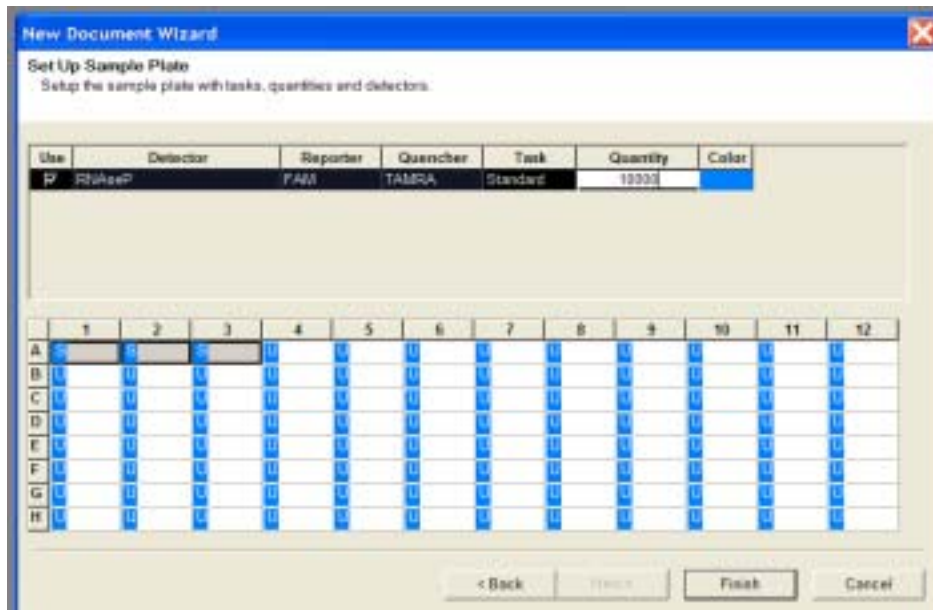 New Document Wizard
Set Up Sample Plate
Setup the sample plate with tasks, quantities and detectors.
Use Detector Reporter Quencher Task Quantity Color
RNAseP FAM TAMRA Standard 10000
1 2 3 4 5 6 7 8 9 10 11 12
A S S S U U U U U U U U U
B U U U U U U U U U U U U
C U U U U U U U U U U U U
D U U U U U U U U U U U U
E U U U U U U U U U U U U
F U U U U U U U U U U U U
G U U U U U U U U U U U U
H U U U U U U U U U U U U
< Back Finish Cancel